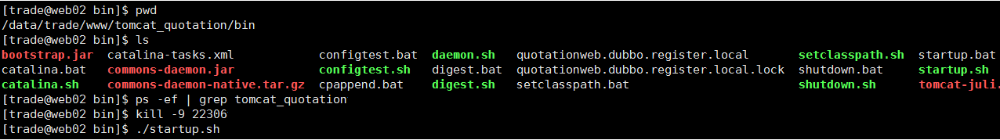 [trade@web02 bin]$ pwd
/data/trade/www/tomcat_quotation/bin
[trade@web02 bin]$ ls
bootstrap.jar catalina-tasks.xml configtest.bat daemon.sh quotationweb.dubbo.register.local setclasspath.sh startup.bat
catalina.bat commons-daemon.jar configtest.sh digest.bat quotationweb.dubbo.register.local.lock shutdown.bat startup.sh
catalina.sh commons-daemon-native.tar.gz cpappend.bat digest.sh setclasspath.bat shutdown.sh tomcat-juli.
[trade@web02 bin]$ ps -ef | grep tomcat_quotation
[trade@web02 bin]$ kill -9 22306
[trade@web02 bin]$ ./startup.sh